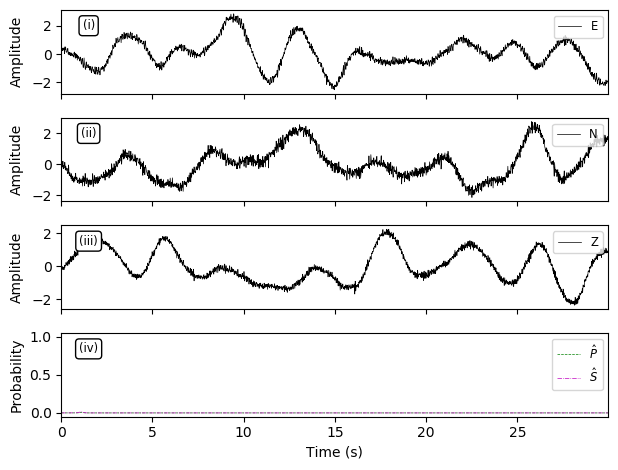 (i)
E
Amplitude
2
0
−2
(ii)
N
Amplitude
2
0
−2
(iii)
Z
Amplitude
2
0
−2
(iv)
P̂
Ŝ
Probability
1.0
0.5
0.0
0 5 10 15 20 25
Time (s)